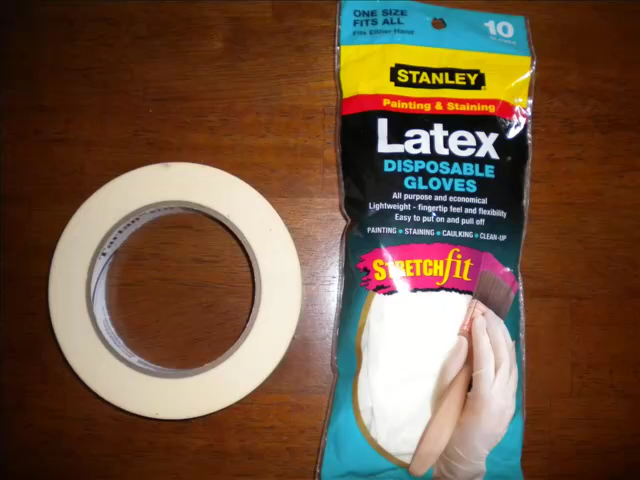 ONE SIZE
FITS ALL
Fits Either Hand
10
STANLEY
Painting & Staining
Latex
DISPOSABLE
GLOVES
All purpose and economical
Lightweight - fingertip feel and flexibility
Easy to put on and pull off
PAINTING • STAINING • CAULKING • CLEAN-UP
STRETCHfit
Tartan